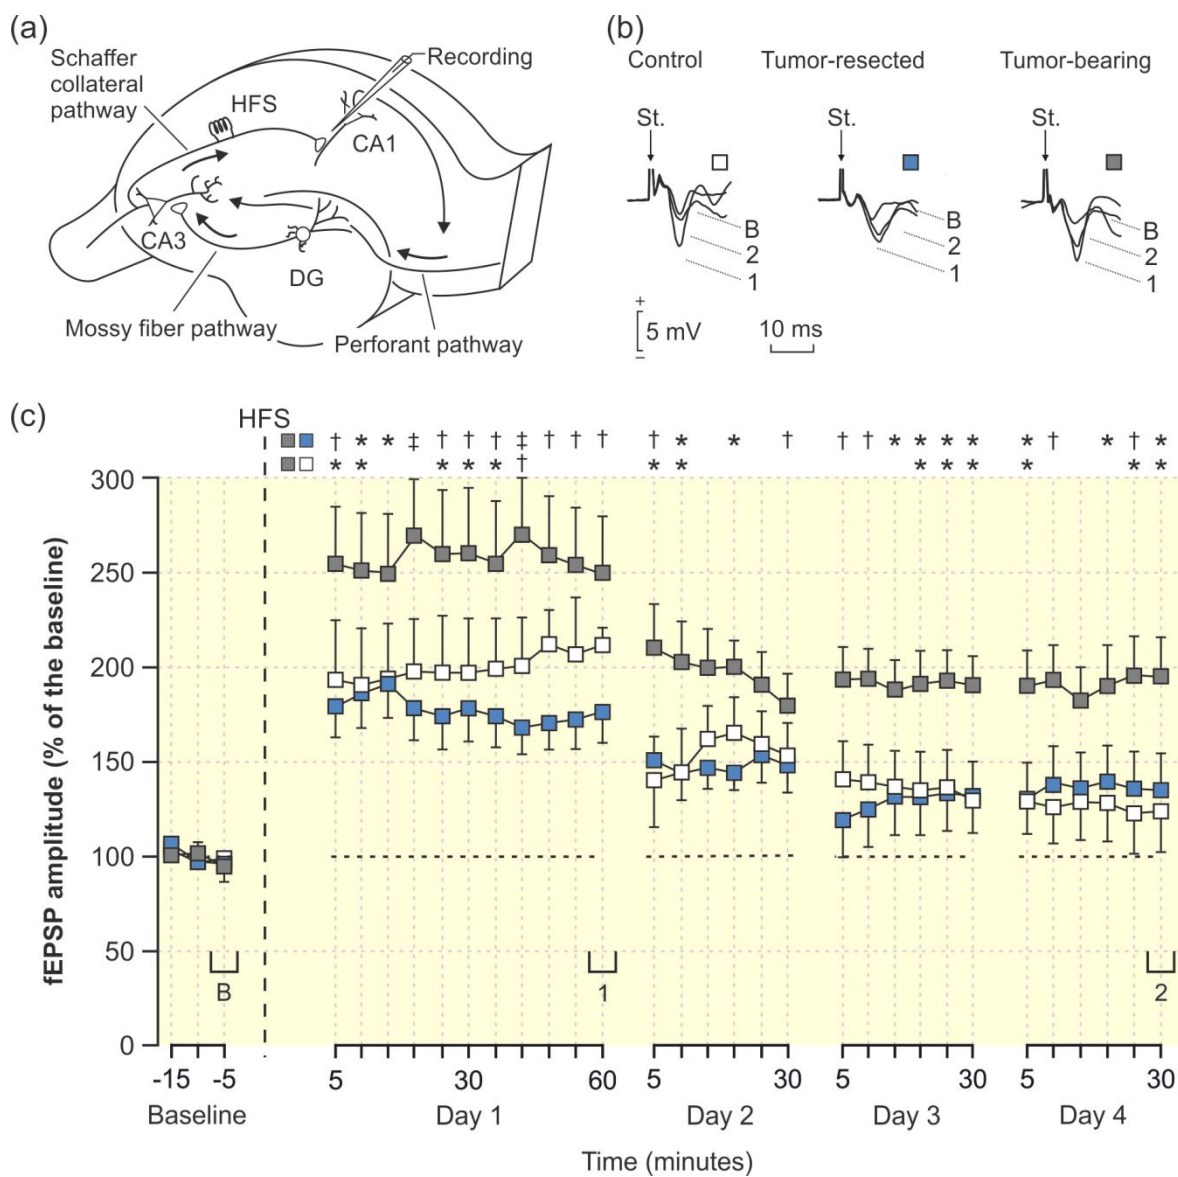 (a)
Schaffer
collateral
pathway
HFS
Recording
CA1
CA3
DG
Mossy fiber pathway
Perforant pathway
(b)
Control
Tumor-resected
Tumor-bearing
St.
St.
St.
B
2
1
B
2
1
B
2
1
+
5 mV
–
10 ms
(c)
HFS
† * * ‡ † † † ‡ † † † † * * † † † * * * * * † * † *
* * * * * † * * * * * * * *
300
250
200
150
100
50
0
fEPSP amplitude (% of the baseline)
B
1
2
-15 -5 5 30 60 5 30 5 30 5 30
Baseline Day 1 Day 2 Day 3 Day 4
Time (minutes)